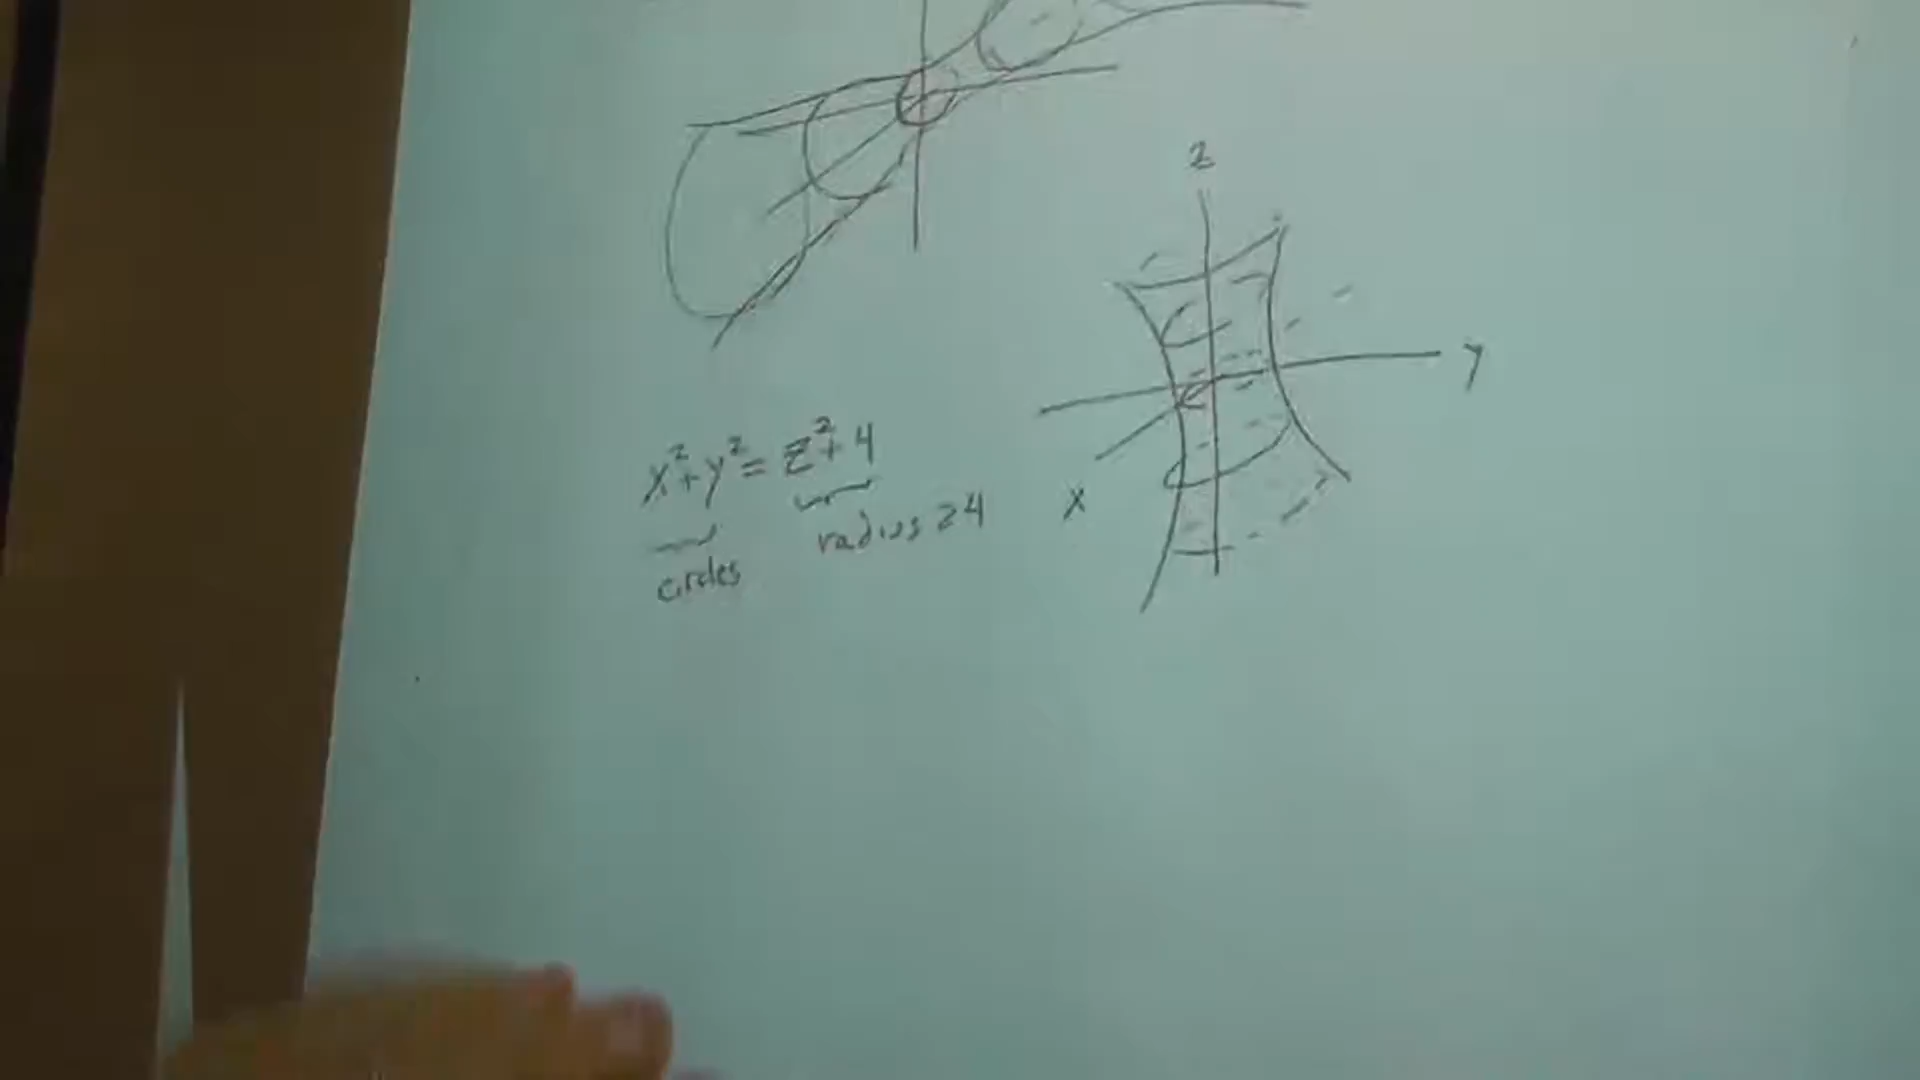 z
y
x² + y² = z² + 4
x
circles
radius ≥ 4